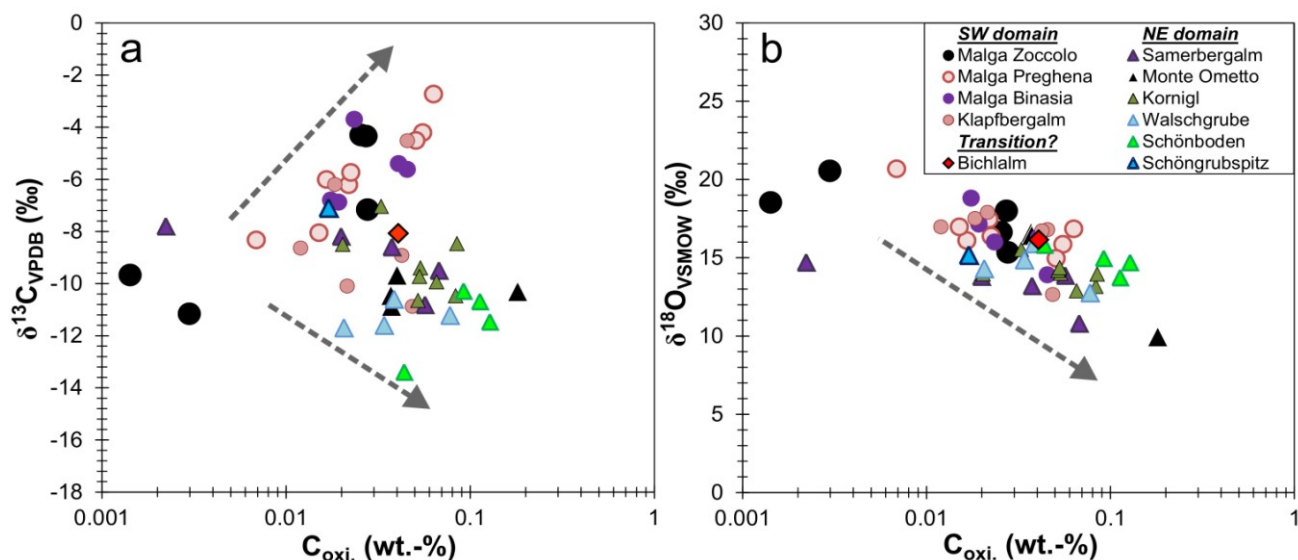 a
0
-2
-4
-6
-8
-10
-12
-14
-16
-18
δ13CVPDB (‰)
0.001 0.01 0.1 1
Coxi. (wt.-%)
b
30
25
20
15
10
5
0
δ18OVSMOW (‰)
0.001 0.01 0.1 1
Coxi. (wt.-%)
SW domain
Malga Zoccolo
Malga Preghena
Malga Binasia
Klapfbergalm
Transition?
Bichlalm
NE domain
Samerbergalm
Monte Ometto
Kornigl
Walschgrube
Schönboden
Schöngrubspitz